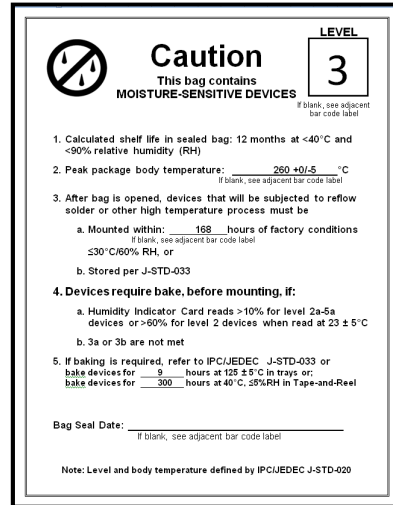 LEVEL
3
Caution
This bag contains
MOISTURE-SENSITIVE DEVICES
If blank, see adjacent
bar code label
1. Calculated shelf life in sealed bag: 12 months at <40°C and
<90% relative humidity (RH)
2. Peak package body temperature: 260 +0/-5 °C
If blank, see adjacent bar code label
3. After bag is opened, devices that will be subjected to reflow
solder or other high temperature process must be
a. Mounted within: 168 hours of factory conditions
If blank, see adjacent bar code label
≤30°C/60% RH, or
b. Stored per J-STD-033
4. Devices require bake, before mounting, if:
a. Humidity Indicator Card reads >10% for level 2a-5a
devices or >60% for level 2 devices when read at 23 ± 5°C
b. 3a or 3b are not met
5. If baking is required, refer to IPC/JEDEC J-STD-033 or
bake devices for 9 hours at 125 ± 5°C in trays or;
bake devices for 300 hours at 40°C, ≤5%RH in Tape-and-Reel
Bag Seal Date:
If blank, see adjacent bar code label
Note: Level and body temperature defined by IPC/JEDEC J-STD-020